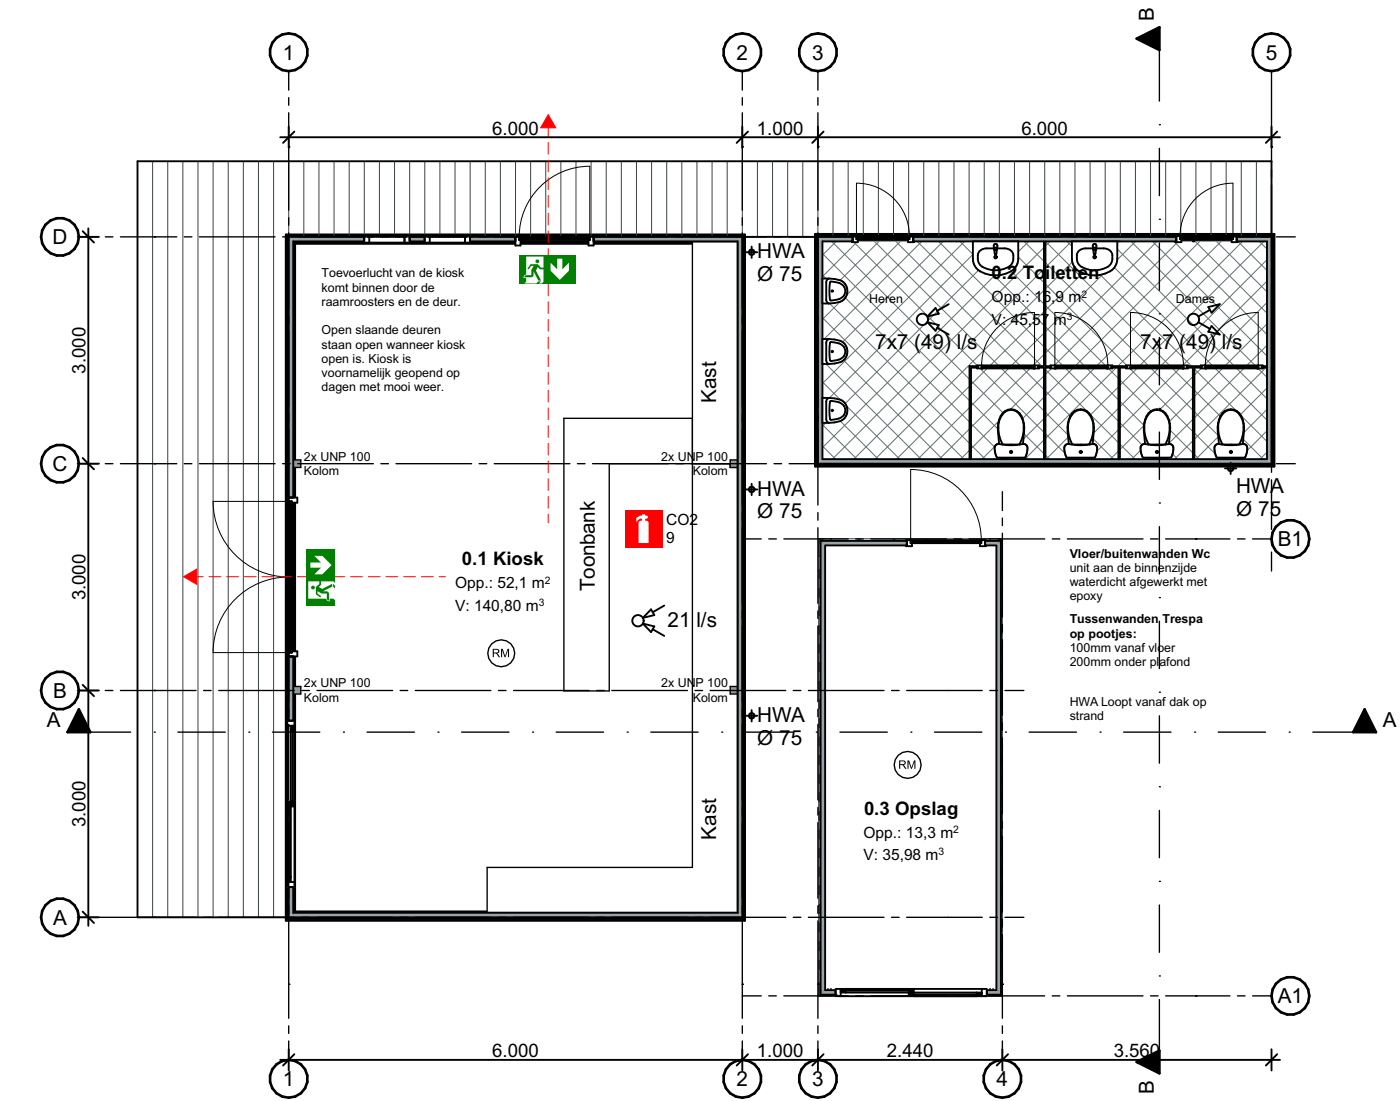 B
1
2
3
5
6.000
1.000
6.000
D
HWA
Ø 75
Toevoerlucht van de kiosk
komt binnen door de
raamroosters en de deur.
Open slaande deuren
staan open wanneer kiosk
open is. Kiosk is
voornamelijk geopend op
dagen met mooi weer.
0.2 Toiletten
Opp.: 16,9 m²
V: 45,57 m³
Heren
Dames
7x7 (49) l/s
7x7 (49) l/s
3.000
Kast
C
2x UNP 100
Kolom
2x UNP 100
Kolom
HWA
Ø 75
HWA
Ø 75
CO2
9
Toonbank
B1
0.1 Kiosk
Opp.: 52,1 m²
V: 140,80 m³
3.000
21 l/s
RM
Vloer/buitenwanden Wc
unit aan de binnenzijde
waterdicht afgewerkt met
epoxy
Tussenwanden Trespa
op pootjes:
100mm vanaf vloer
200mm onder plafond
HWA Loopt vanaf dak op
strand
B
2x UNP 100
Kolom
2x UNP 100
Kolom
HWA
Ø 75
A
A
RM
3.000
Kast
0.3 Opslag
Opp.: 13,3 m²
V: 35,98 m³
A
A1
6.000
1.000
2.440
3.560
1
2
3
4
B